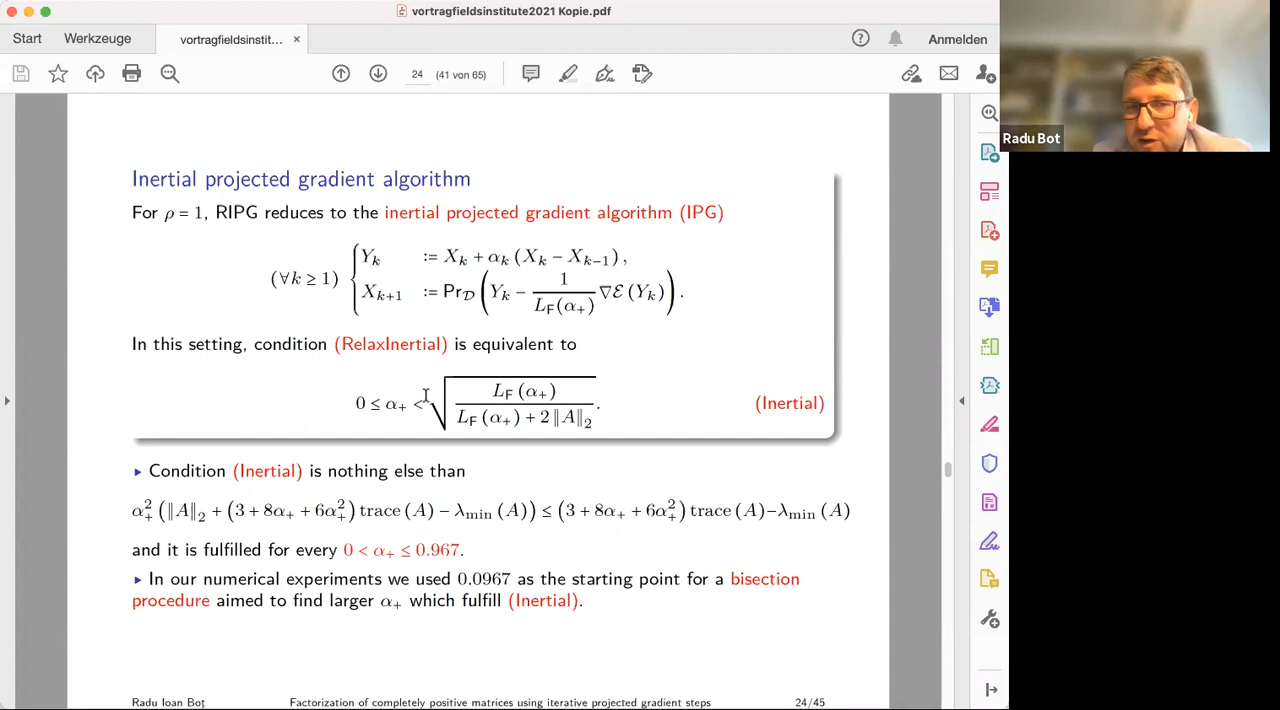 vortragfieldsinstitute2021 Kopie.pdf
Start Werkzeuge vortragfieldsinstit... × Anmelden
24 (41 von 65)
Radu Bot
Inertial projected gradient algorithm
For ρ = 1, RIPG reduces to the inertial projected gradient algorithm (IPG)
(∀k ≥ 1) { Y_k := X_k + α_k (X_k − X_{k−1}),
X_{k+1} := Pr_𝒟 (Y_k − 1/L_F(α_+) ∇ℰ(Y_k)).
In this setting, condition (RelaxInertial) is equivalent to
0 ≤ α_+ < √(L_F(α_+) / (L_F(α_+) + 2‖A‖_2)). (Inertial)
▸ Condition (Inertial) is nothing else than
α_+^2 (‖A‖_2 + (3 + 8α_+ + 6α_+^2) trace (A) − λ_min (A)) ≤ (3 + 8α_+ + 6α_+^2) trace (A) − λ_min (A)
and it is fulfilled for every 0 < α_+ ≤ 0.967.
▸ In our numerical experiments we used 0.0967 as the starting point for a bisection
procedure aimed to find larger α_+ which fulfill (Inertial).
Radu Ioan Boţ Factorization of completely positive matrices using iterative projected gradient steps 24/45